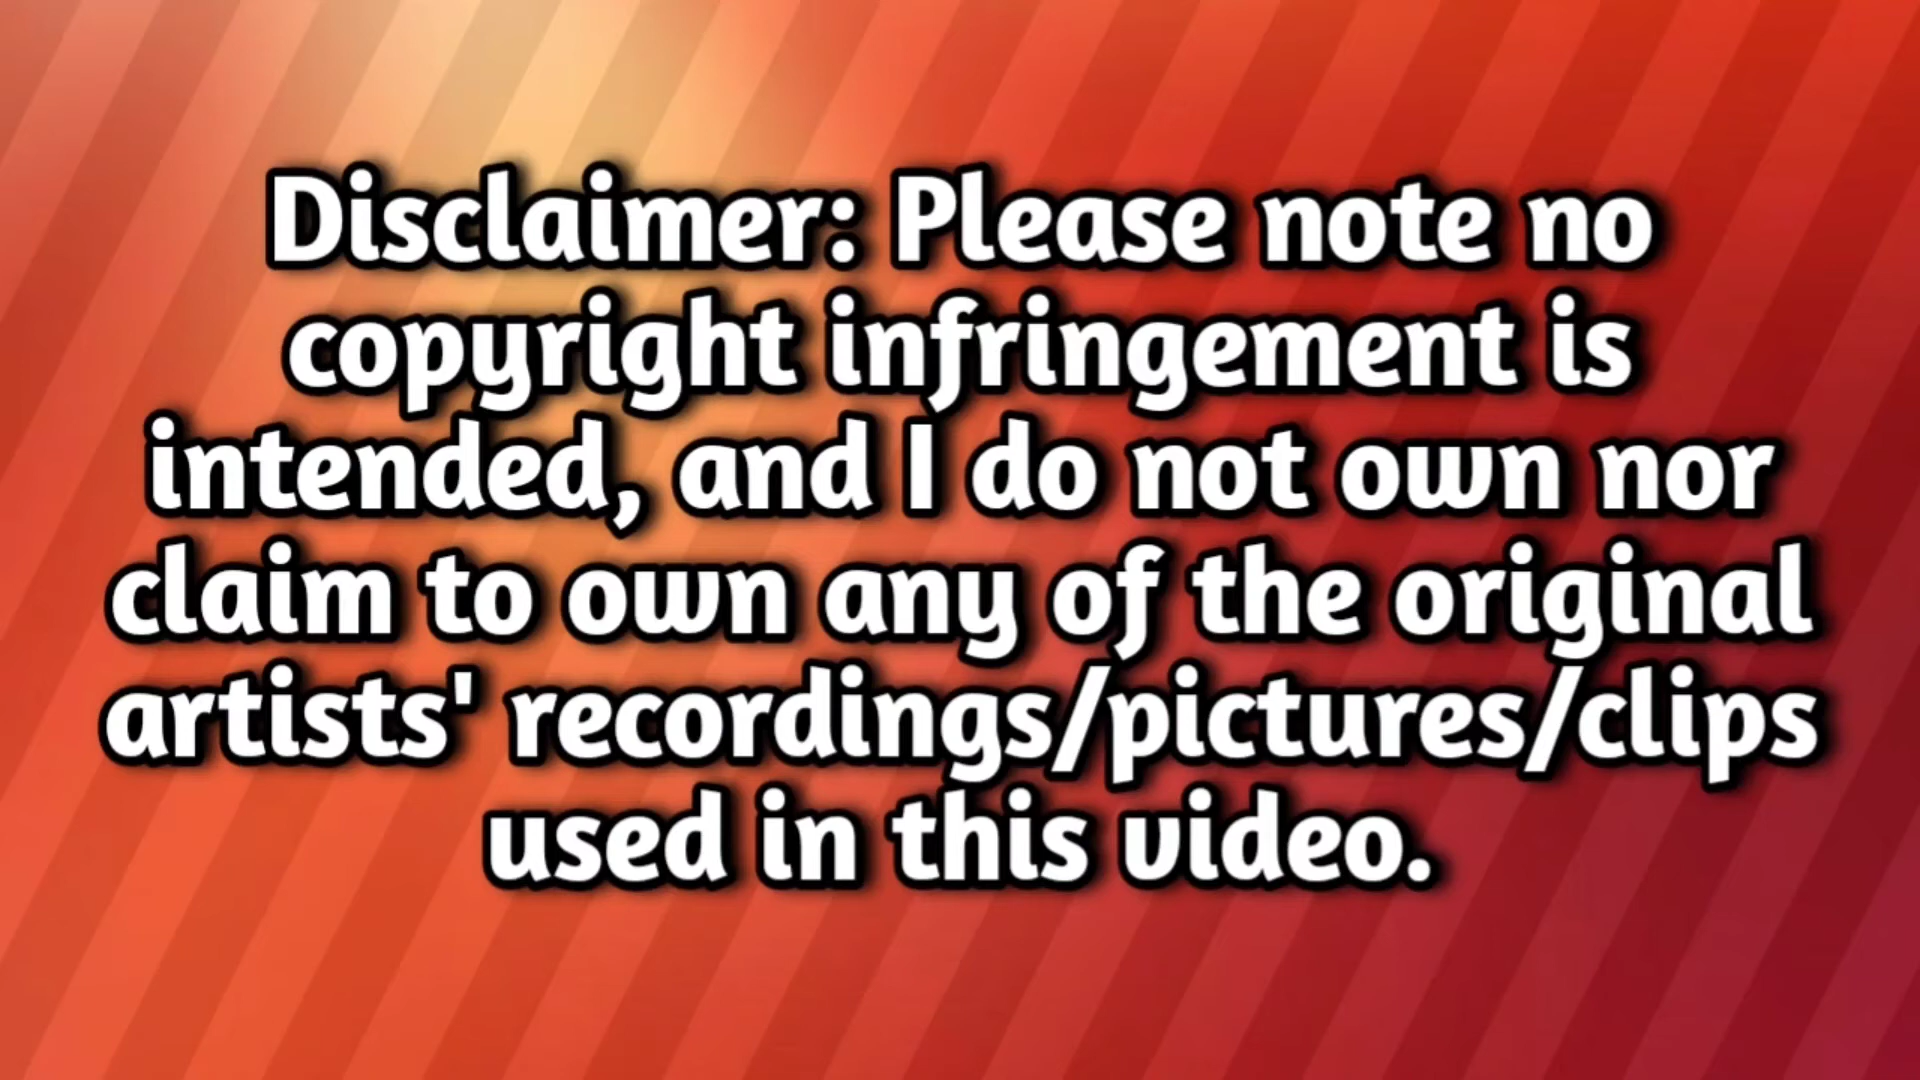 Disclaimer: Please note no
copyright infringement is
intended, and I do not own nor
claim to own any of the original
artists' recordings/pictures/clips
used in this video.